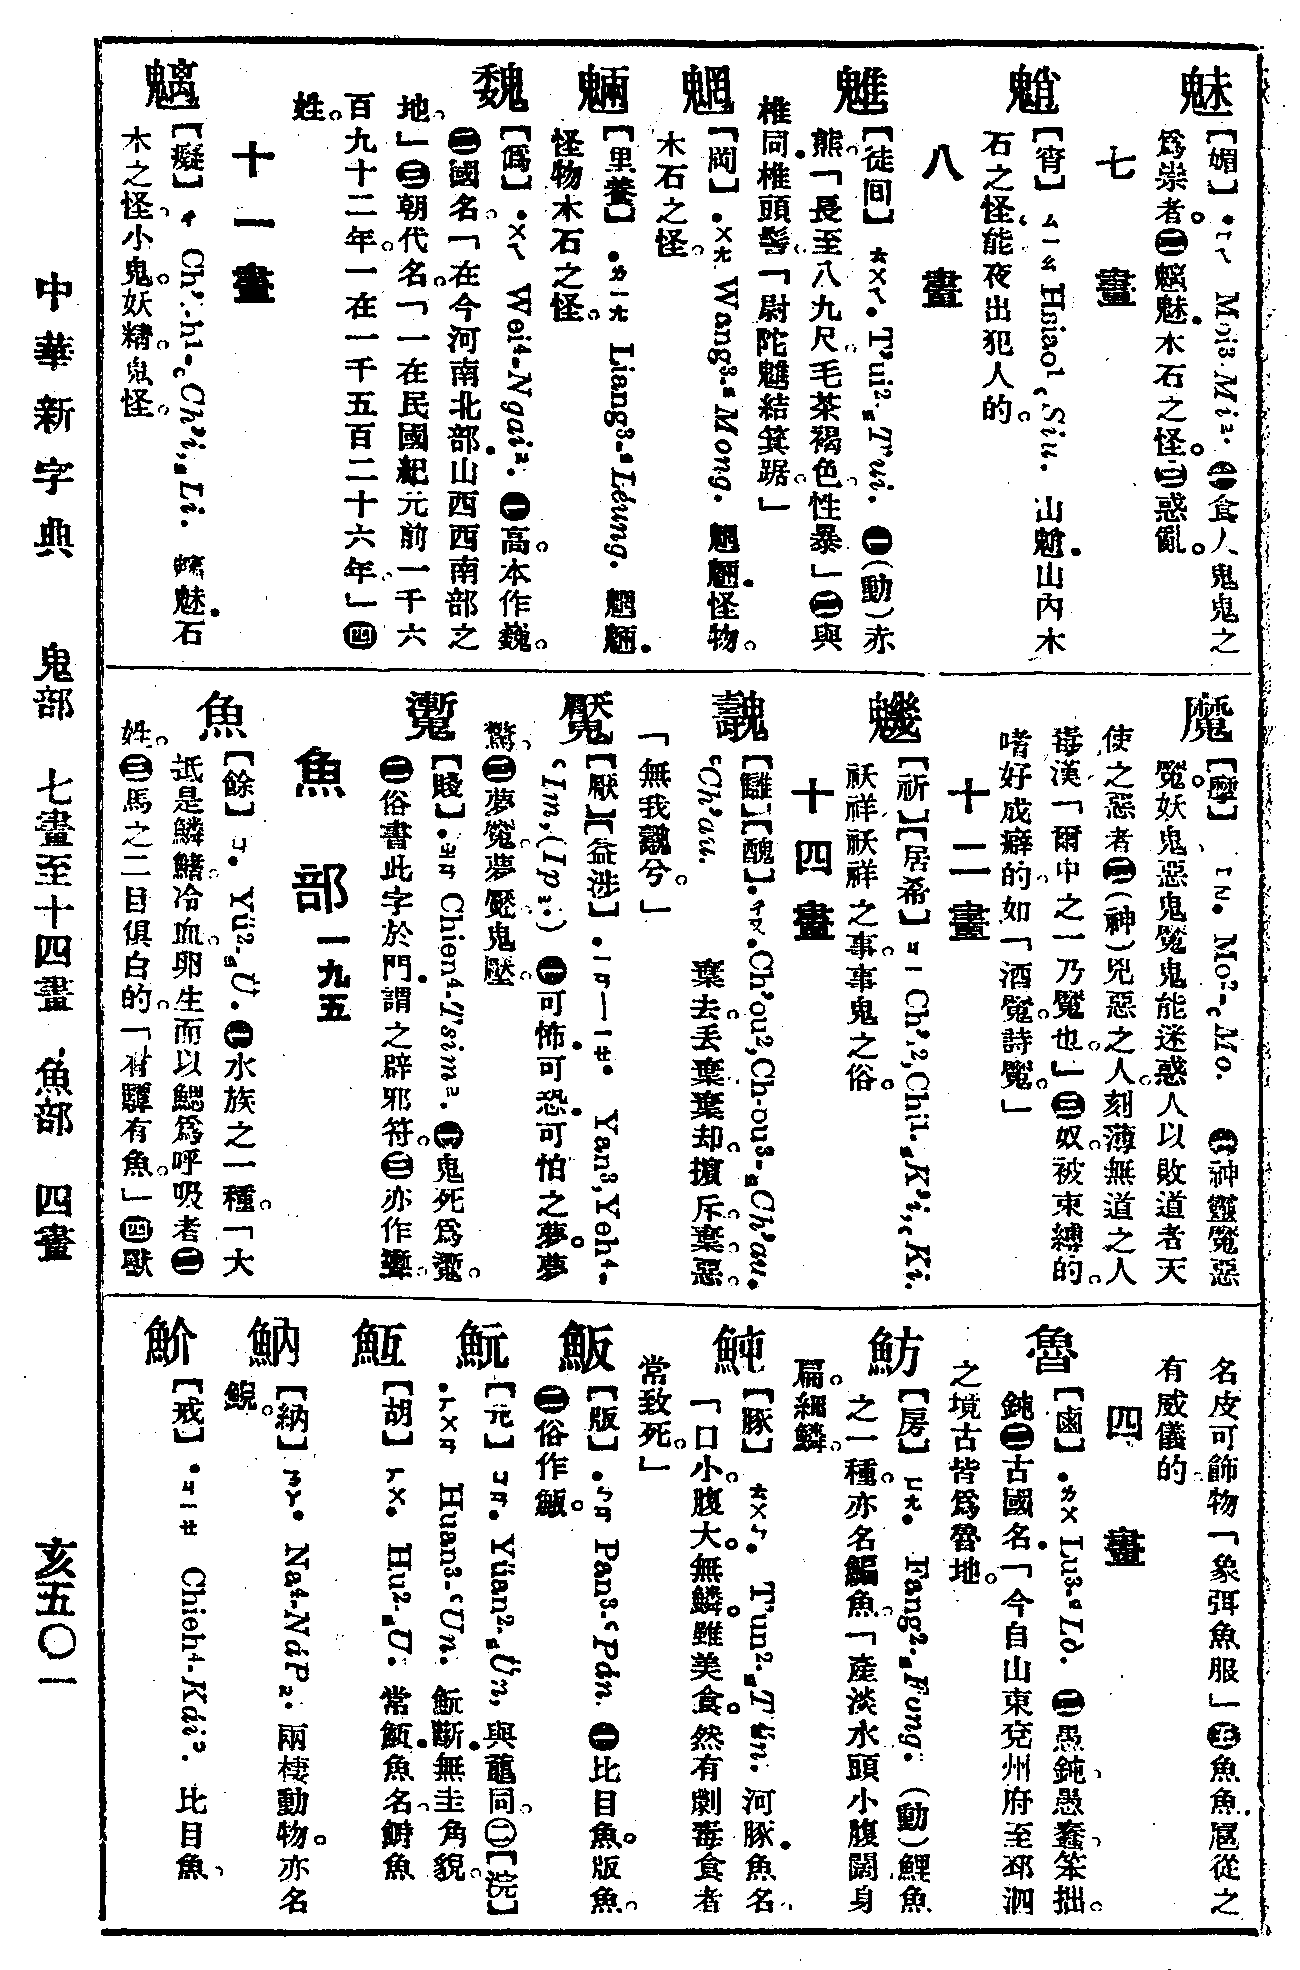 魅
【媚】。ㄇㄟ Mei³ Mi². ㊀食人鬼鬼之
爲祟者。㊁魑魅木石之怪。㊂惑亂。
七 畫
魈
【宵】ㄙㄧㄠ Hsiao¹, Siu. 山魈山內木
石之怪能夜出犯人的。
八 畫
魋
【徒回】ㄊㄨㄟ. T'ui². T'ui. ㊀(動)赤
熊。「長至八九尺毛茶褐色性暴」㊁與
椎同椎頭髻。「尉陀魋結箕踞。」
魍
【罔】ㄨㄤ Wang³- Mong. 魍魎怪物。
木石之怪。
魎
【里養】ㄌㄧㄤ Liang³- Léung. 魍魎
怪物木石之怪。
魏
【僞】ㄨㄟ Wei⁴- Ngai². ㊀高。本作巍。
㊁國名。「在今河南北部山西西南部之
地。」㊂朝代名。「一在民國紀元前一千六
百九十二年。一在一千五百二十六年。」㊃
姓。
十 一 畫
魑
【癡】ㄔ Ch'ih¹- Ch'i, Li. 魑魅石
木之怪。小鬼。妖精。鬼怪。
魔
【麼】ㄇㄛ. Mo²- Mo. ㊀神靈魔惡
魔。妖鬼惡鬼魔鬼能迷惑人以敗道者天
使之惡者㊁(神)兇惡之人。刻薄無道之人
毒漢「爾中之一乃魔也。」㊂奴被束縛的。
嗜好成癖的。如「酒魔。詩魔。」
十 二 畫
魕
【祈】【居希】ㄐㄧ Ch'i², Chi¹. K'i, Ki.
祅祥祅祥之事。事鬼之俗。
十 四 畫
魗
【讎】【醜】ㄔㄡ. Ch'ou², Ch-ou³- Ch'au.
Ch'au. 棄去。丢棄棄却。擯斥。棄。惡。
「無我魗兮。」
魘
【厭】【益涉】ㄧㄢㄧㄝ. Yan³, Yeh⁴-
Im, (Ip².) ㊀可怖可恐可怕之夢。夢
驚。㊁夢寃夢魘鬼壓。
魙
【賤】ㄐㄢ Chien⁴- Tsim². ㊀鬼死爲魙。
㊁俗書此字於門謂之辟邪符。㊂亦作聻。
魚 部 一九五
魚
【餘】ㄩ. Yü²- Ü. ㊀水族之一種。「大
抵是鱗鰭。冷血。卵生而以鰓爲呼吸者㊁
姓。㊂馬之二目俱白的。「有驔有魚。」㊃獸
名皮可飾物「象弭魚服」㊄魚魚扈從之
有威儀的
四 畫
魯
【鹵】ㄌㄨ Lu³- Lò. ㊀愚鈍、愚蠢、笨拙。
鈍㊁古國名。「今自山東兗州府至邳泗
之境古皆爲魯地。
魴
【房】ㄈㄤ. Fang²- Fong. (動)鯉魚
之一種。亦名鯿魚。「產淡水頭小腹闊身
扁。細鱗。
魨
【豚】ㄊㄨㄣ. T'un²- T'ün. 河豚魚名、
「口小。腹大。無鱗。雖美食。然有劇毒食者
常致死。」
魬
【版】ㄅㄢ Pan³- Pán. ㊀比目魚。版魚。
㊁俗作䱀。
魭
【元】ㄩㄢ. Yüan²- Ün, 與黿同。㊁【浣】
ㄏㄨㄢ Huan³- Un. 魭斷無圭角貌。
魱
【胡】ㄏㄨ. Hu²- Ü. 常魱魚名。鰣魚
魶
【納】ㄋㄚ. Na⁴- NáP². 兩棲動物。亦名
鯢。
魪
【戒】ㄐㄧㄝ Chieh⁴- Kái². 比目魚、
中華新字典 鬼部 七畫至十四畫 魚部 四畫 亥五〇一